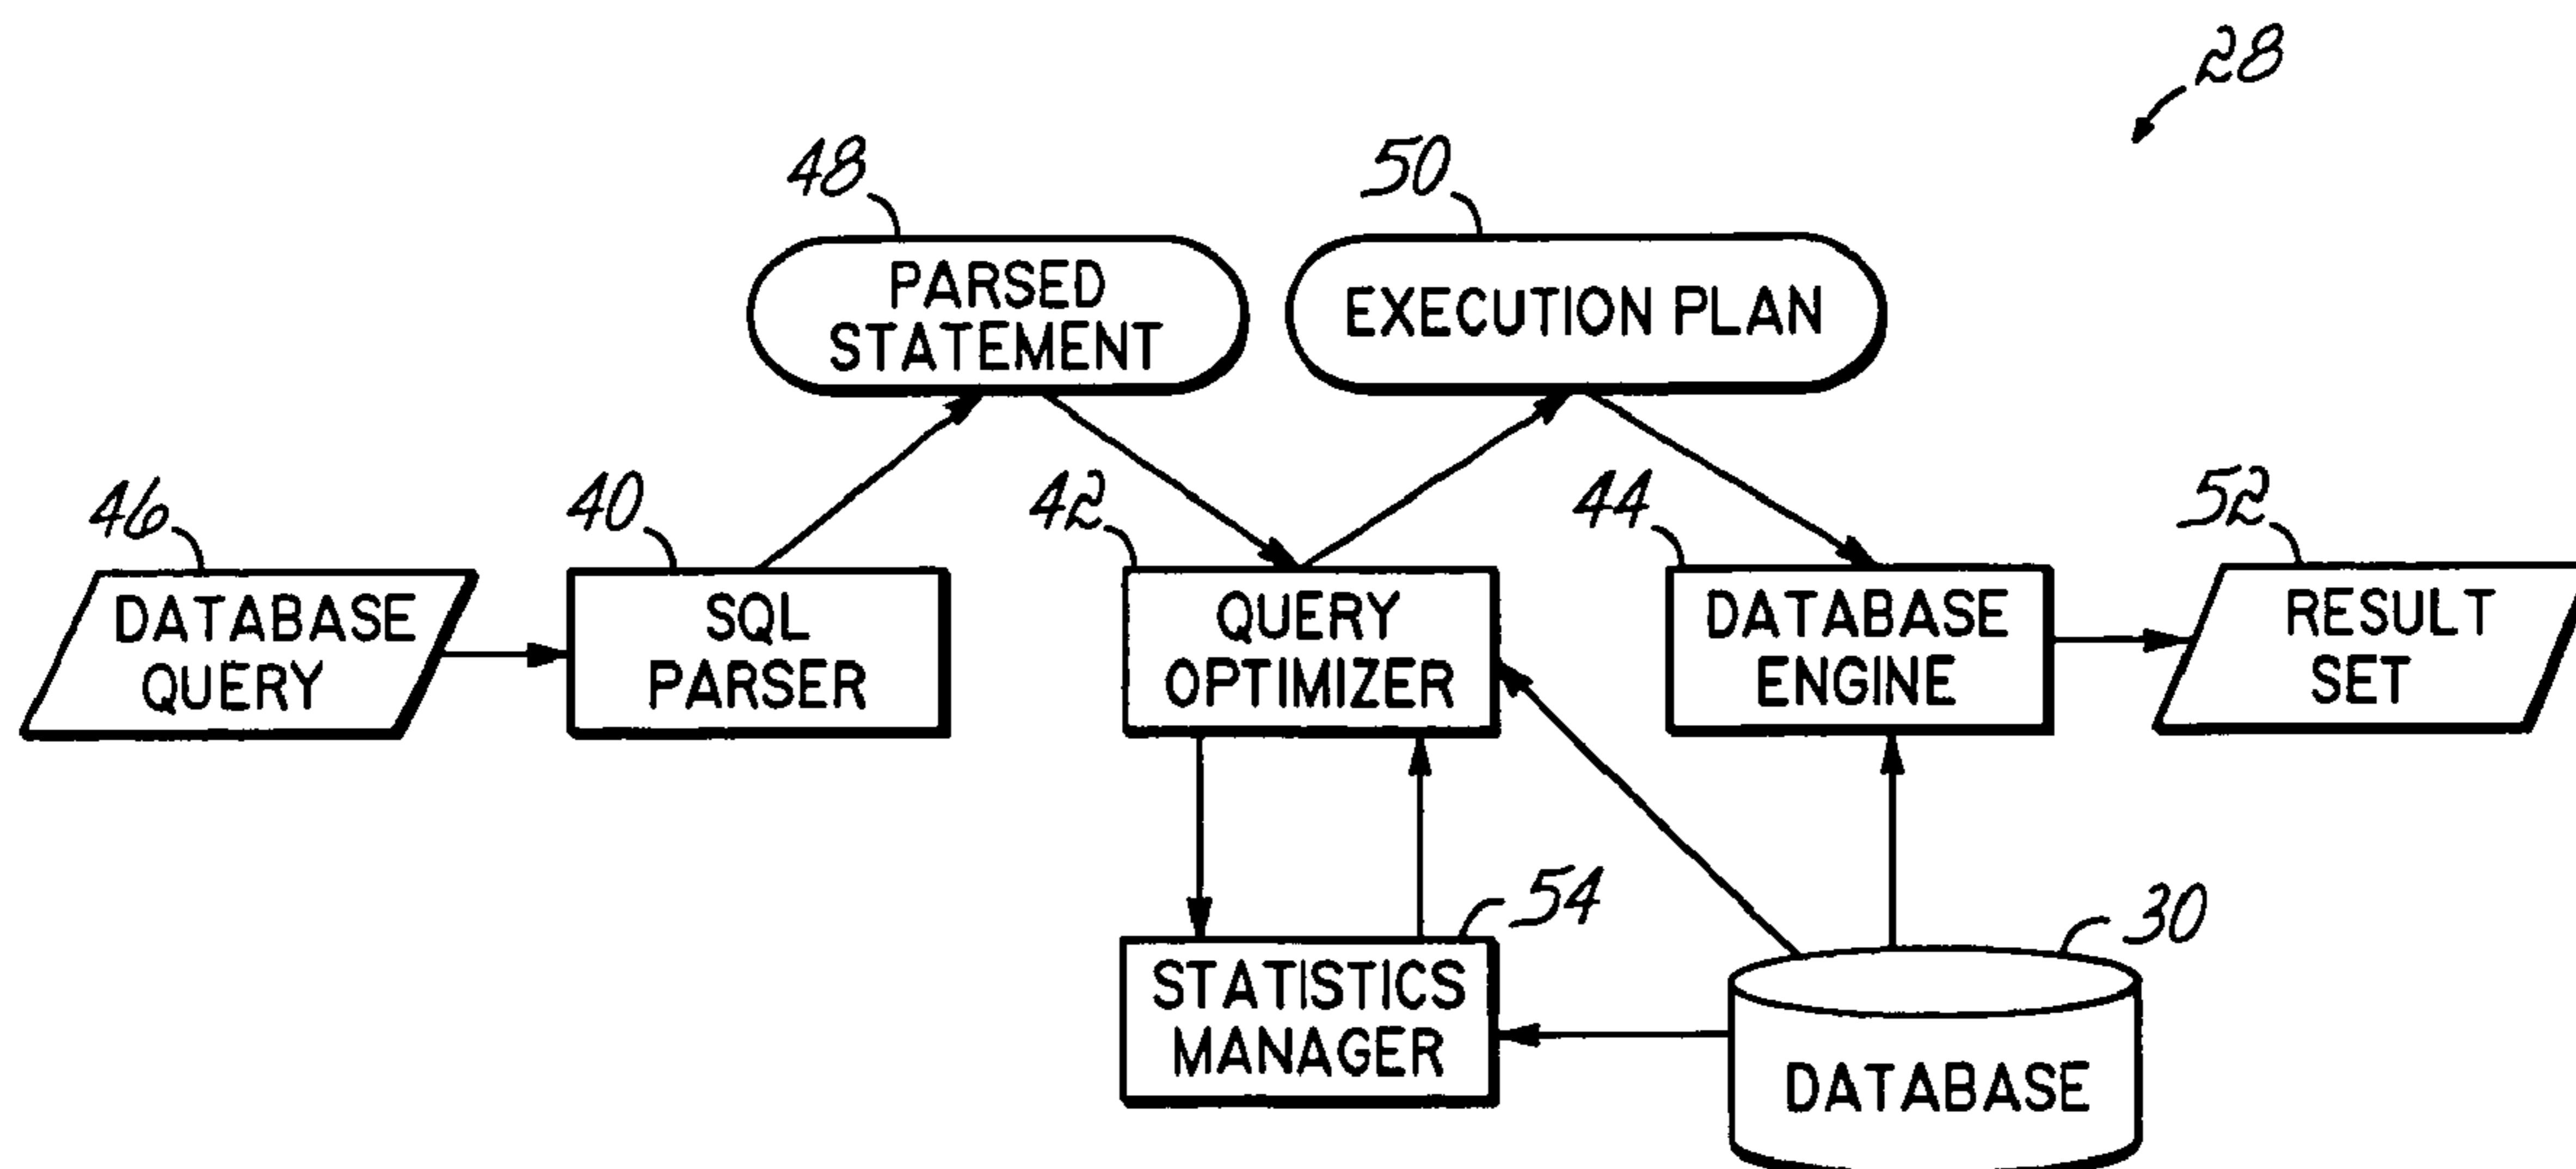 28
48
50
PARSED
STATEMENT
EXECUTION PLAN
46
40
42
44
52
DATABASE
QUERY
SQL
PARSER
QUERY
OPTIMIZER
DATABASE
ENGINE
RESULT
SET
54
30
STATISTICS
MANAGER
DATABASE